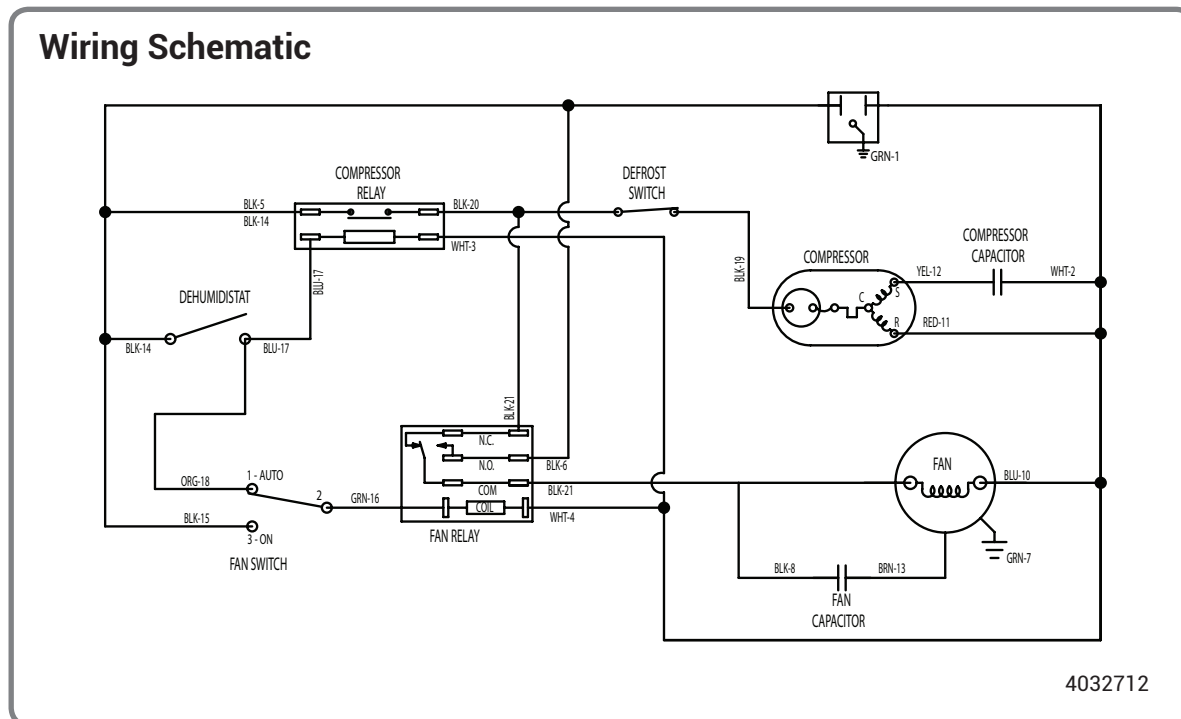 Wiring Schematic
GRN-1
COMPRESSOR
RELAY
DEFROST
SWITCH
BLK-5
BLK-14
BLK-20
WHT-3
BLU-17
BLK-19
COMPRESSOR
COMPRESSOR
CAPACITOR
YEL-12
WHT-2
C
S
R
RED-11
DEHUMIDISTAT
BLK-14
BLU-17
BLK-21
N.C.
N.O.
BLK-6
COM
BLK-21
COIL
WHT-4
FAN RELAY
ORG-18
1 - AUTO
2
GRN-16
BLK-15
3 - ON
FAN SWITCH
FAN
BLU-10
GRN-7
BLK-8
BRN-13
FAN
CAPACITOR
4032712